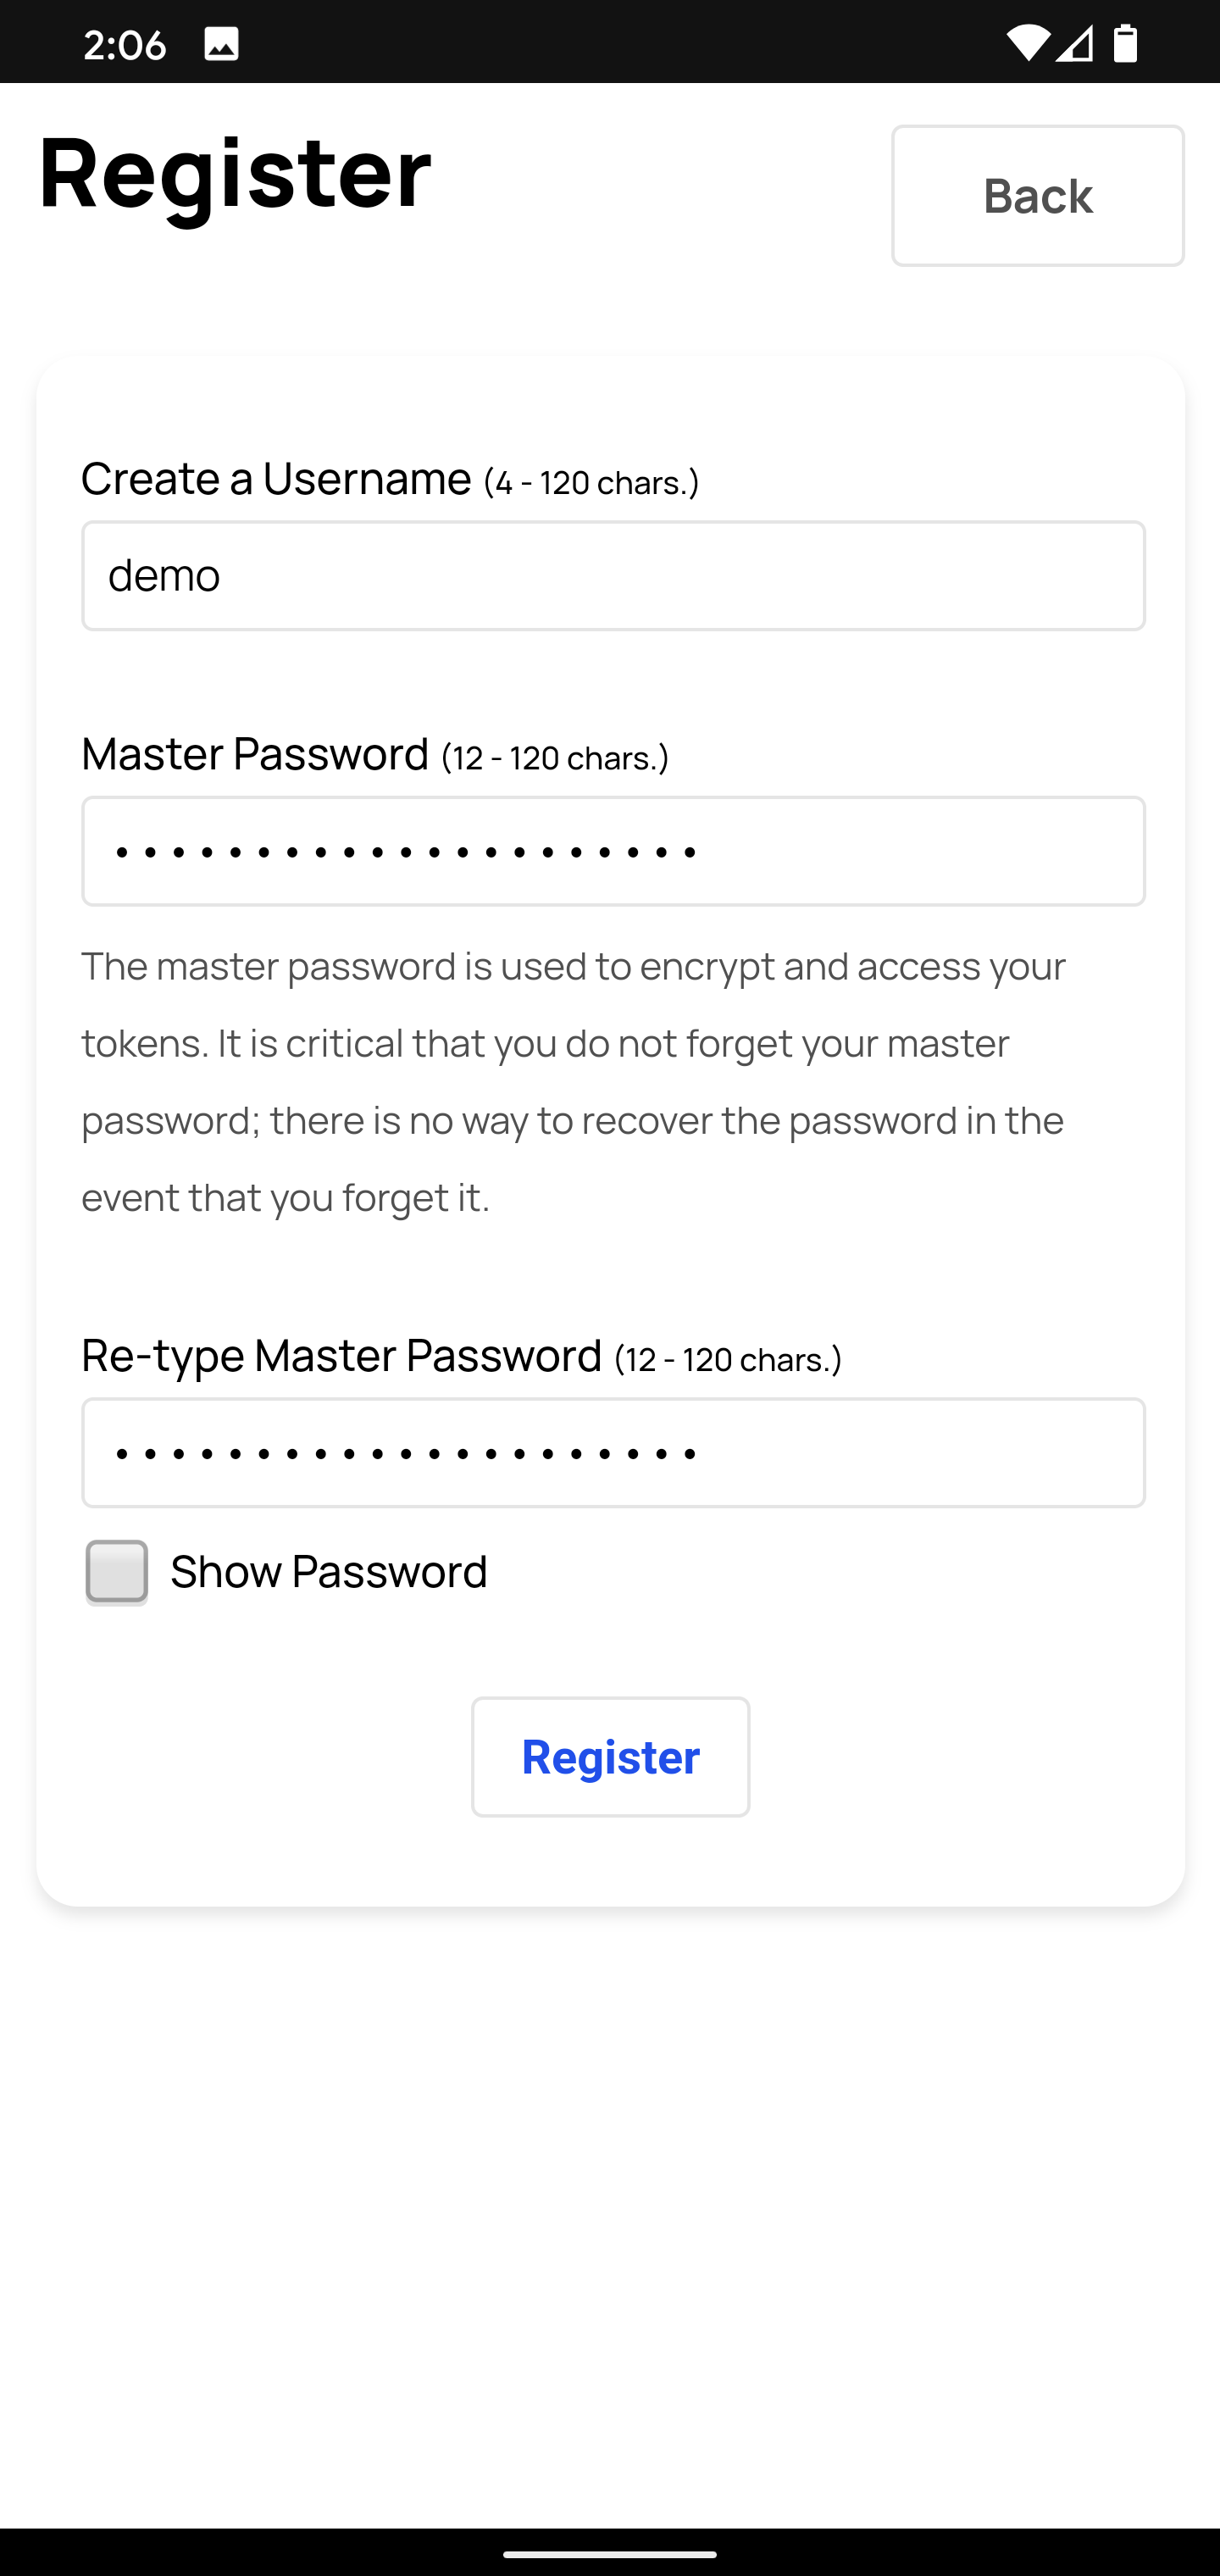 2:06
Register
Back
Create a Username (4 - 120 chars.)
demo
Master Password (12 - 120 chars.)
•••••••••••••••••••••
The master password is used to encrypt and access your
tokens. It is critical that you do not forget your master
password; there is no way to recover the password in the
event that you forget it.
Re-type Master Password (12 - 120 chars.)
•••••••••••••••••••••
Show Password
Register